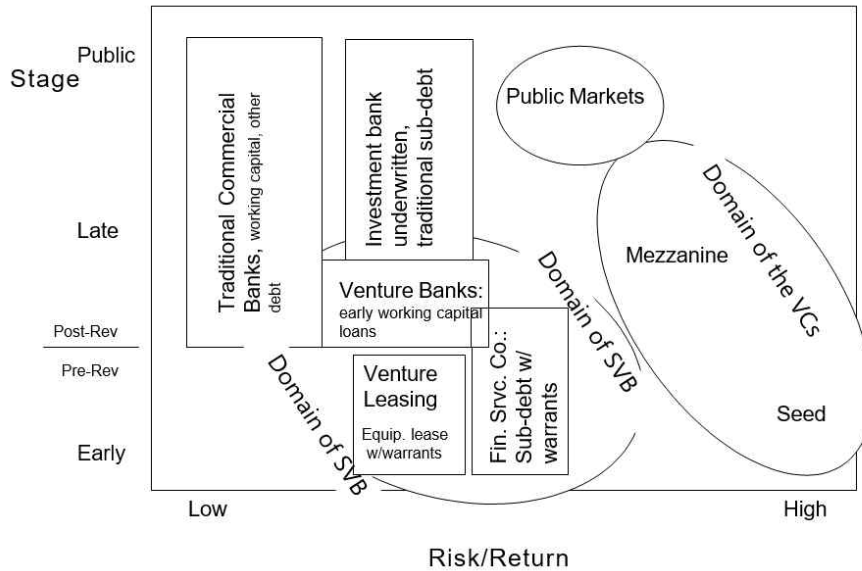 Public
Stage
Late
Post-Rev
Pre-Rev
Early
Traditional Commercial
Banks, working capital, other
debt
Investment bank
underwritten,
traditional sub-debt
Public Markets
Domain of the VCs
Mezzanine
Seed
Venture Banks:
early working capital
loans
Domain of SVB
Domain of SVB
Venture
Leasing
Equip. lease
w/warrants
Fin. Srvc. Co.:
Sub-debt w/
warrants
Low
High
Risk/Return